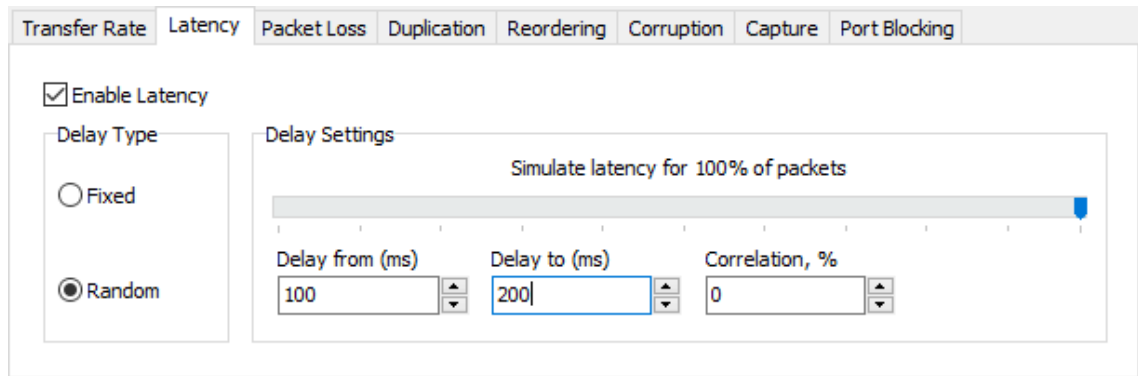 Transfer Rate Latency Packet Loss Duplication Reordering Corruption Capture Port Blocking
Enable Latency
Delay Type
Fixed
Random
Delay Settings
Simulate latency for 100% of packets
Delay from (ms) Delay to (ms) Correlation, %
100 200 0